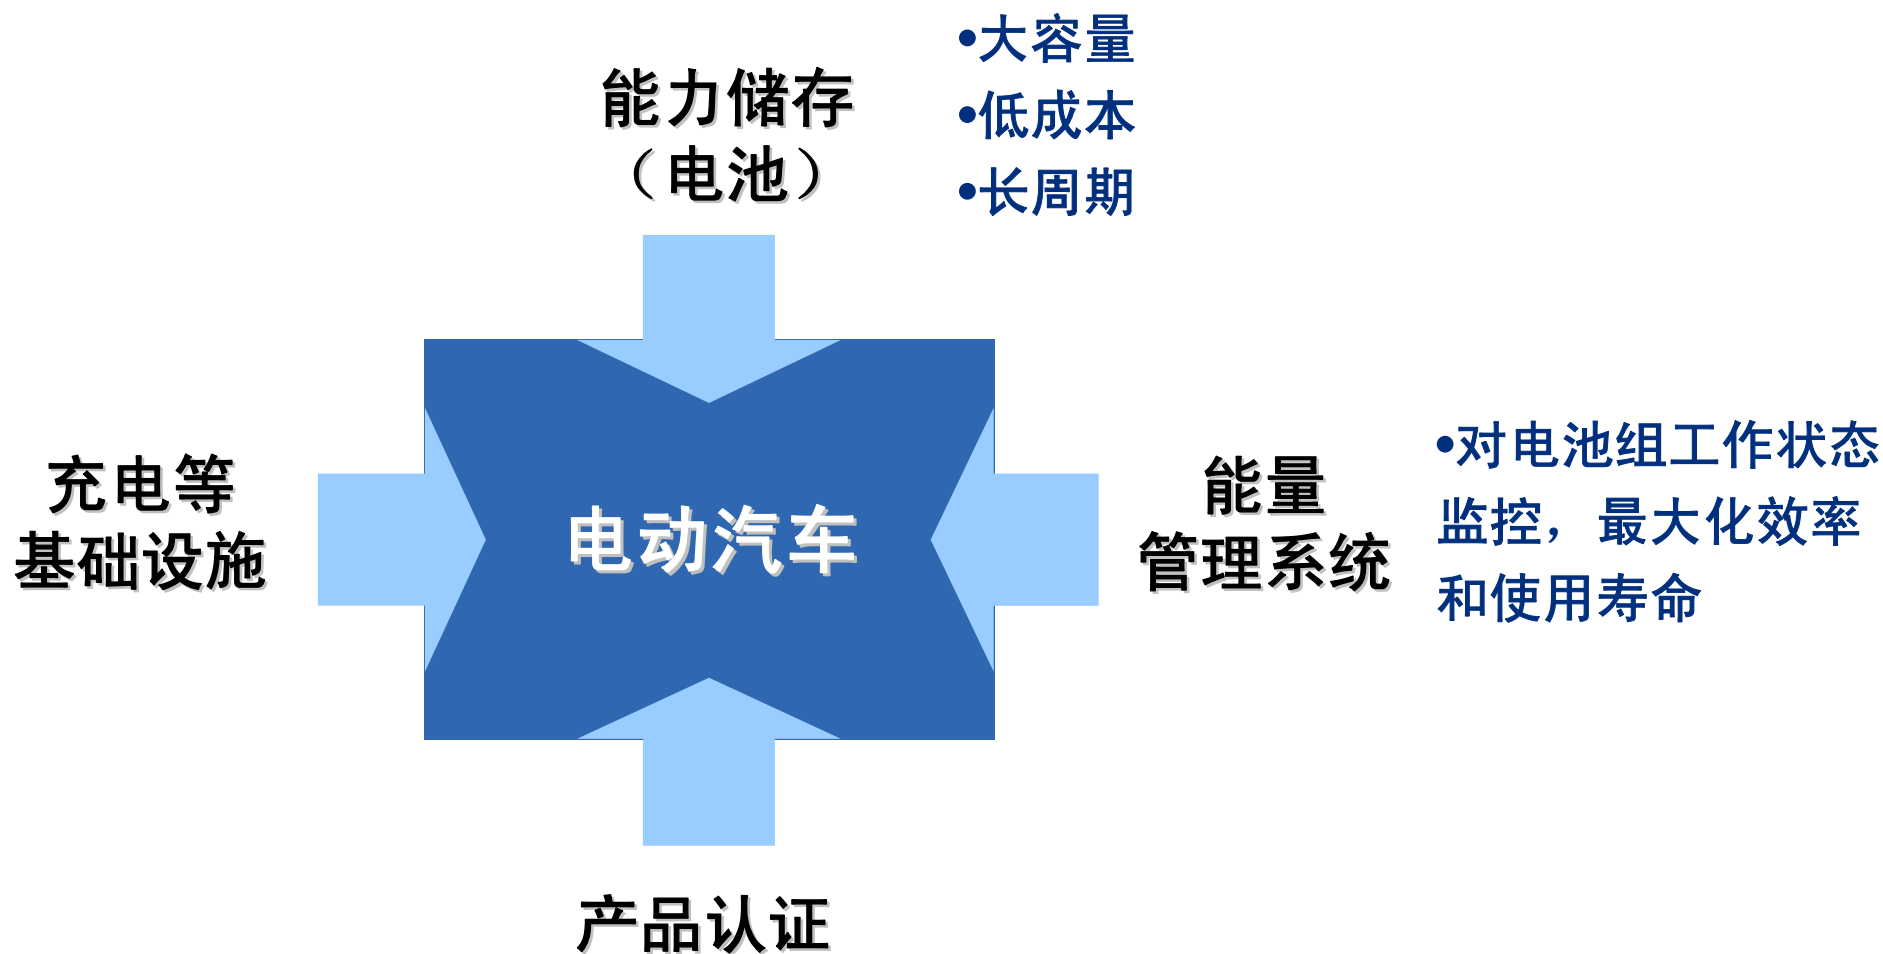 能力储存
（电池）
•大容量
•低成本
•长周期
充电等
基础设施
电动汽车
能量
管理系统
•对电池组工作状态
监控，最大化效率
和使用寿命
产品认证